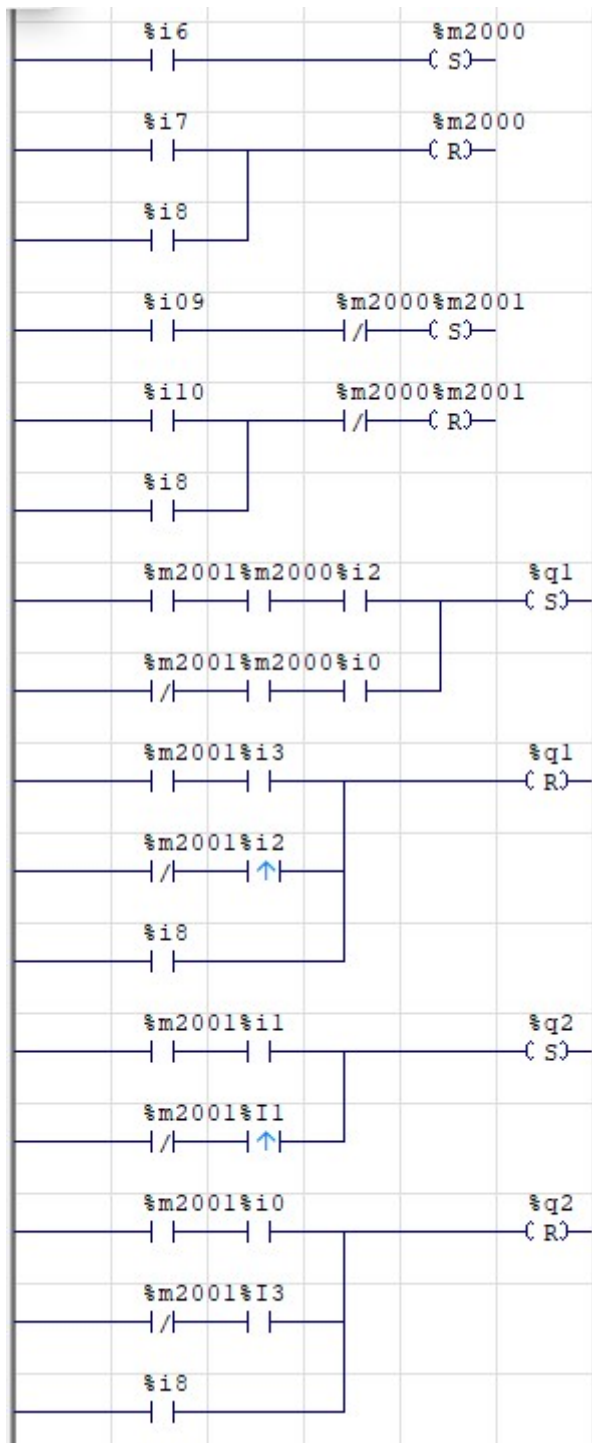 %i6 %m2000
S
%i7 %m2000
R
%i8
%i09 %m2000%m2001
/ S
%i10 %m2000%m2001
/ R
%i8
%m2001%m2000%i2 %q1
S
%m2001%m2000%i0
/
%m2001%i3 %q1
R
%m2001%i2
/ ↑
%i8
%m2001%i1 %q2
S
%m2001%I1
/ ↑
%m2001%i0 %q2
R
%m2001%I3
/
%i8